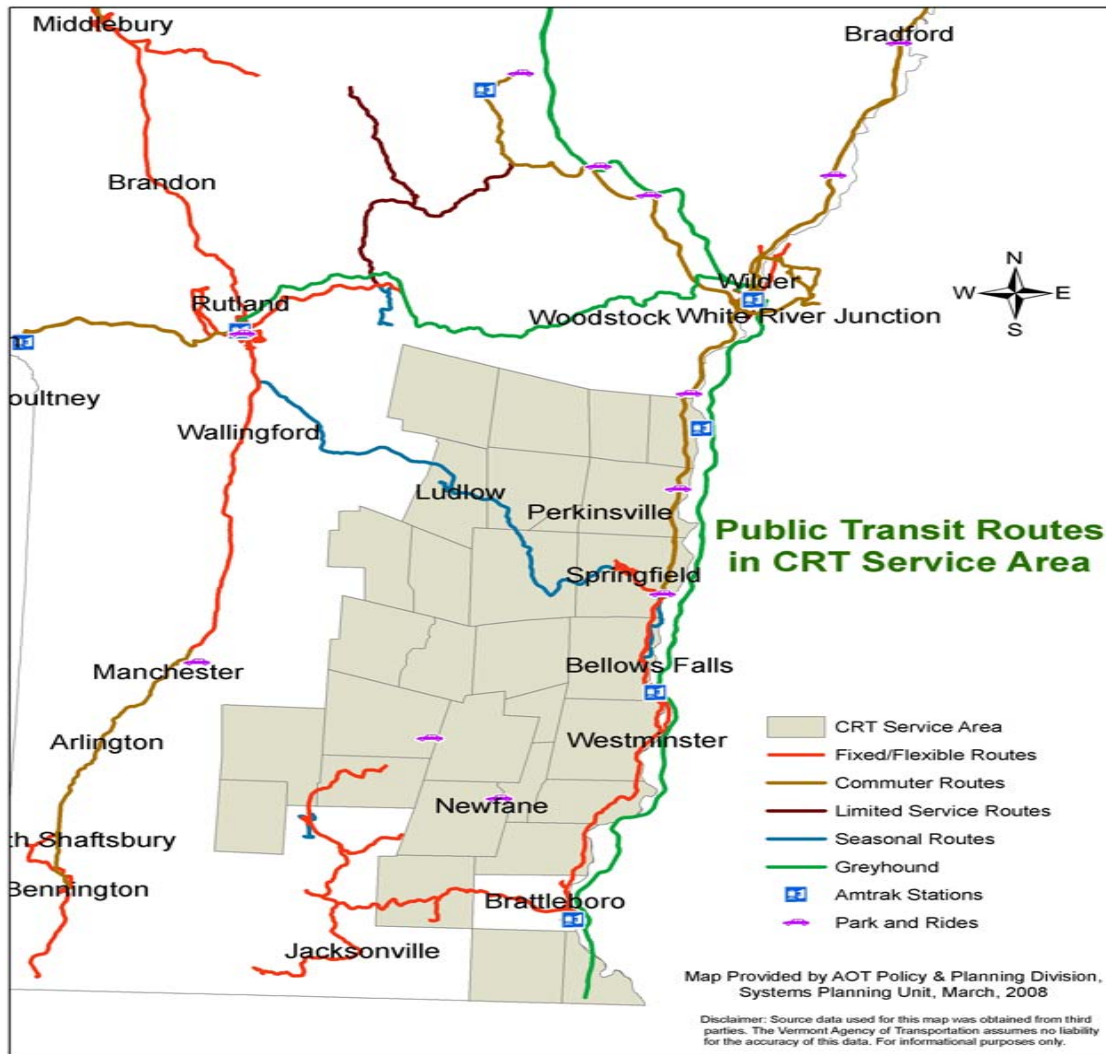 Middlebury
Bradford
Brandon
N
W E
S
Wilder
Rutland
Woodstock White River Junction
oultney
Wallingford
Ludlow
Perkinsville
Public Transit Routes
in CRT Service Area
Springfield
Bellows Falls
Manchester
Westminster
Arlington
CRT Service Area
Fixed/Flexible Routes
Commuter Routes
Limited Service Routes
Seasonal Routes
Greyhound
Amtrak Stations
Park and Rides
Newfane
th Shaftsbury
Bennington
Brattleboro
Jacksonville
Map Provided by AOT Policy & Planning Division,
Systems Planning Unit, March, 2008
Disclaimer: Source data used for this map was obtained from third
parties. The Vermont Agency of Transportation assumes no liability
for the accuracy of this data. For informational purposes only.